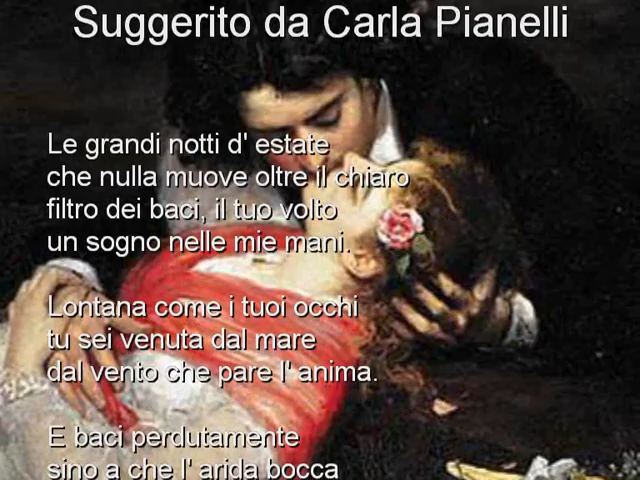 Suggerito da Carla Pianelli
Le grandi notti d' estate
che nulla muove oltre il chiaro
filtro dei baci, il tuo volto
un sogno nelle mie mani.
Lontana come i tuoi occhi
tu sei venuta dal mare
dal vento che pare l' anima.
E baci perdutamente
sino a che l' arida bocca